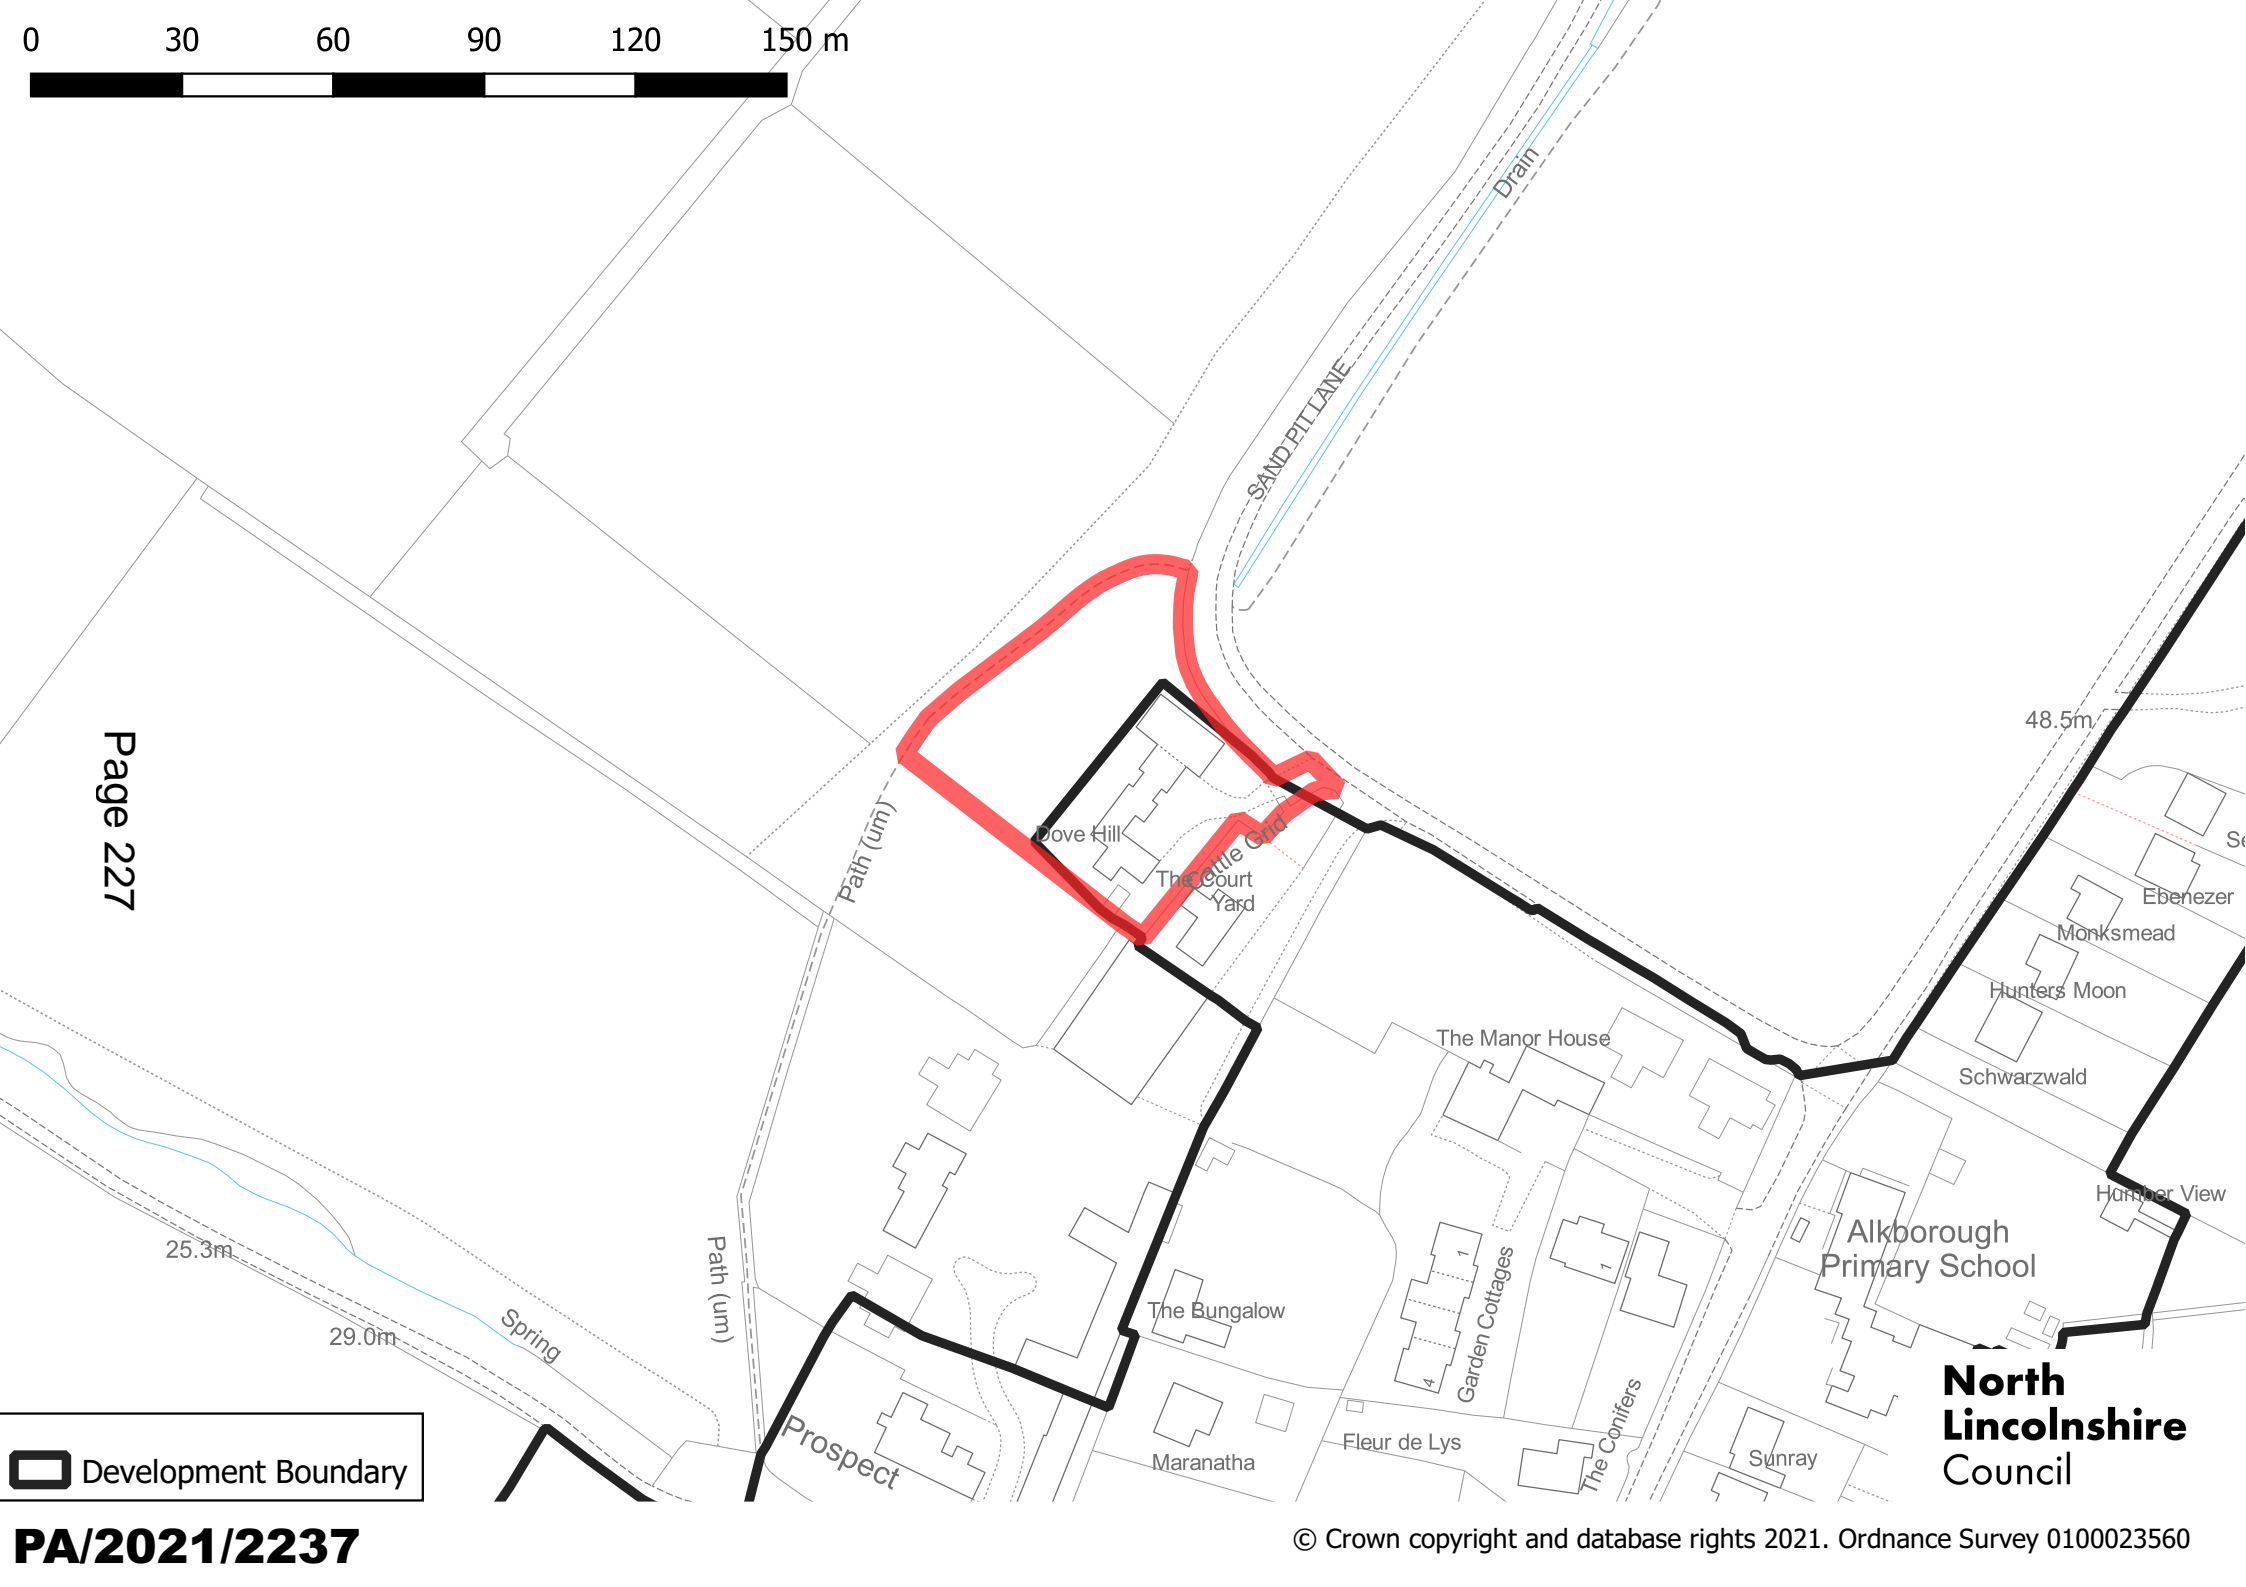 0 30 60 90 120 150 m
Drain
SAND PIT LANE
48.5m
Page 227
Path (um)
Dove Hill
Cattle Grid
The Court
Yard
Ebenezer
Monksmead
Hunters Moon
The Manor House
Schwarzwald
Humber View
Alkborough
Primary School
Path (um)
25.3m
29.0m
Spring
The Bungalow
1
4
Garden Cottages
1
Prospect
Maranatha
Fleur de Lys
The Conifers
Sunray
North
Lincolnshire
Council
Development Boundary
PA/2021/2237
© Crown copyright and database rights 2021. Ordnance Survey 0100023560